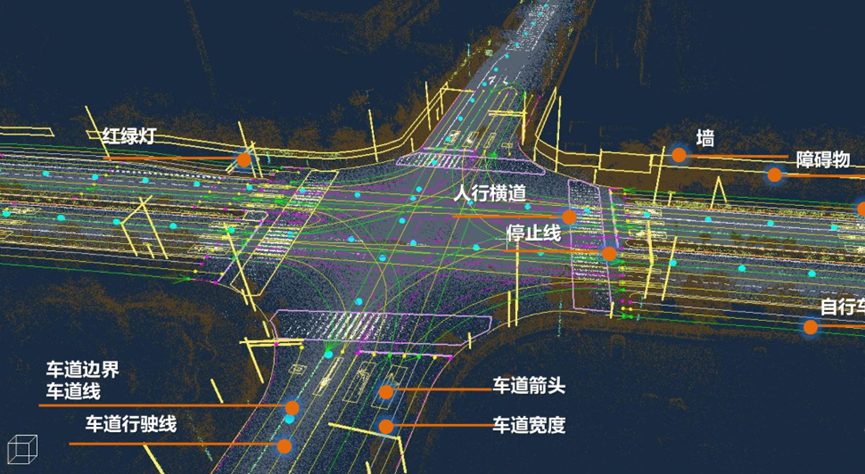 红绿灯
墙
障碍物
人行横道
停止线
自行车
车道边界
车道线
车道行驶线
车道箭头
车道宽度